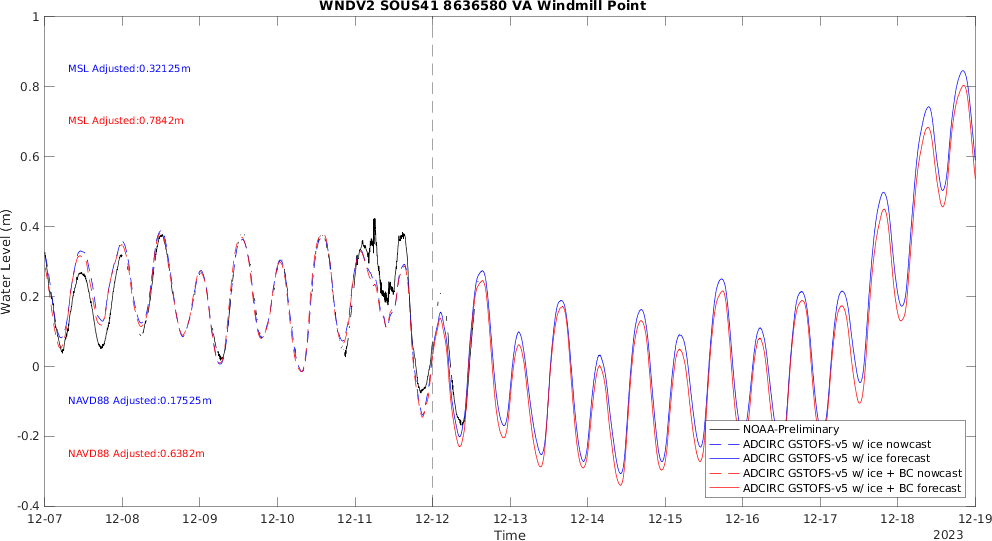 WNDV2 SOUS41 8636580 VA Windmill Point
1
0.8
0.6
0.4
0.2
0
-0.2
-0.4
Water Level (m)
MSL Adjusted:0.32125m
MSL Adjusted:0.7842m
NAVD88 Adjusted:0.17525m
NAVD88 Adjusted:0.6382m
NOAA-Preliminary
ADCIRC GSTOFS-v5 w/ ice nowcast
ADCIRC GSTOFS-v5 w/ ice forecast
ADCIRC GSTOFS-v5 w/ ice + BC nowcast
ADCIRC GSTOFS-v5 w/ ice + BC forecast
12-07 12-08 12-09 12-10 12-11 12-12 12-13 12-14 12-15 12-16 12-17 12-18 12-19
Time
2023